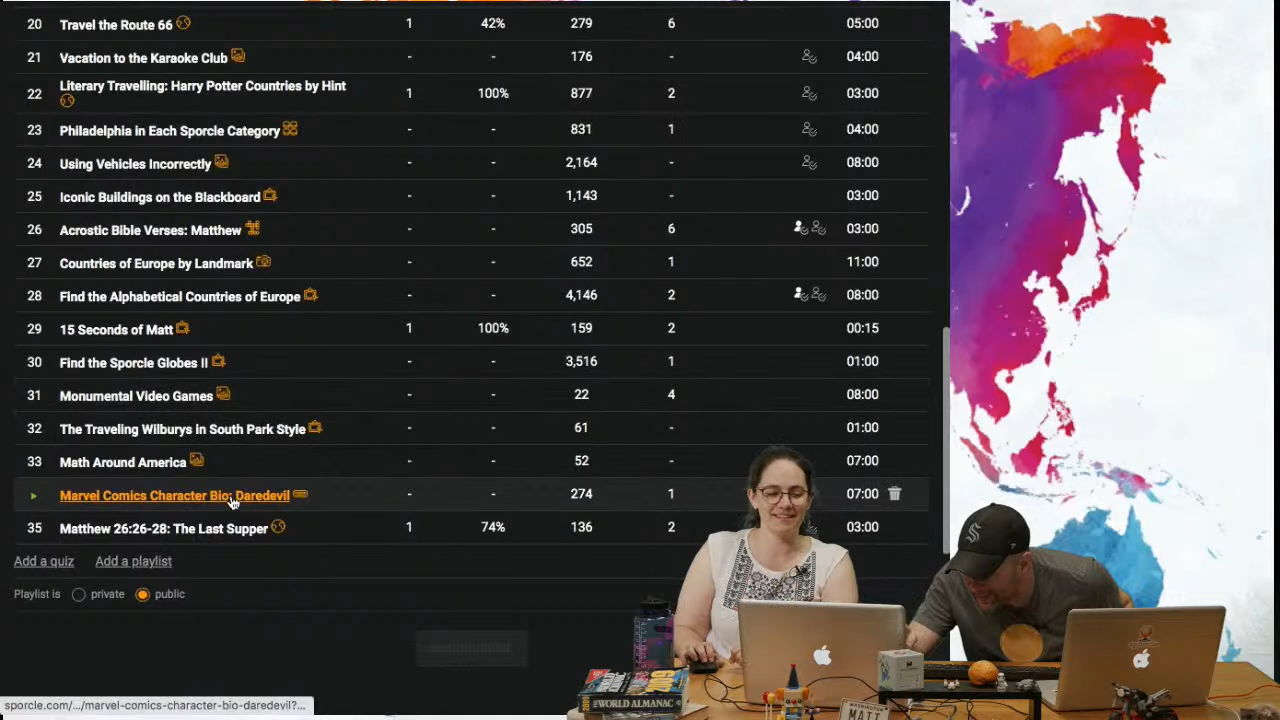 20 Travel the Route 66 1 42% 279 6 05:00
21 Vacation to the Karaoke Club - - 176 - 04:00
22 Literary Travelling: Harry Potter Countries by Hint 1 100% 877 2 03:00
23 Philadelphia in Each Sporcle Category - - 831 1 04:00
24 Using Vehicles Incorrectly - - 2,164 - 08:00
25 Iconic Buildings on the Blackboard - - 1,143 - 03:00
26 Acrostic Bible Verses: Matthew - - 305 6 03:00
27 Countries of Europe by Landmark - - 652 1 11:00
28 Find the Alphabetical Countries of Europe - - 4,146 2 08:00
29 15 Seconds of Matt 1 100% 159 2 00:15
30 Find the Sporcle Globes II - - 3,516 1 01:00
31 Monumental Video Games - - 22 4 08:00
32 The Traveling Wilburys in South Park Style - - 61 - 01:00
33 Math Around America - - 52 - 07:00
Marvel Comics Character Bio: Daredevil - - 274 1 07:00
35 Matthew 26:26-28: The Last Supper 1 74% 136 2 03:00
Add a quiz Add a playlist
Playlist is private public
sporcle.com/.../marvel-comics-character-bio-daredevil?...
THE WORLD ALMANAC
WASHINGTON
MATT